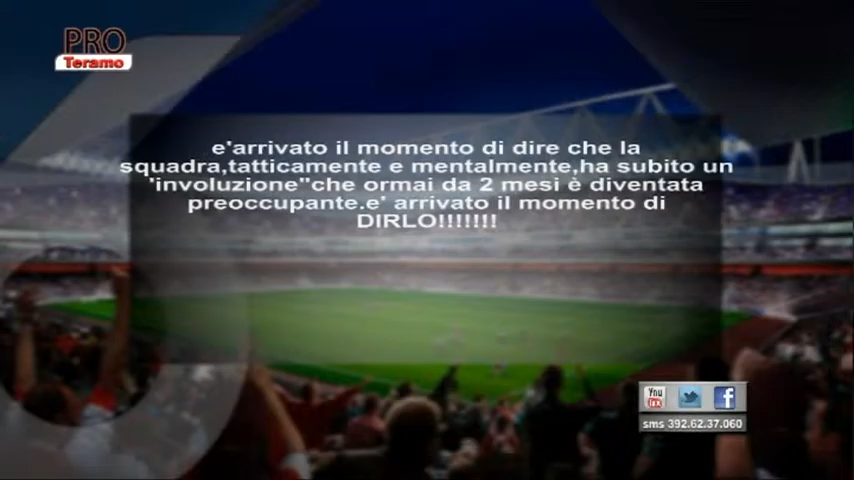 PRO
Teramo
e'arrivato il momento di dire che la
squadra,tatticamente e mentalmente,ha subito un
'involuzione"che ormai da 2 mesi è diventata
preoccupante.e' arrivato il momento di
DIRLO!!!!!!!
You
sms 392.62.37.060